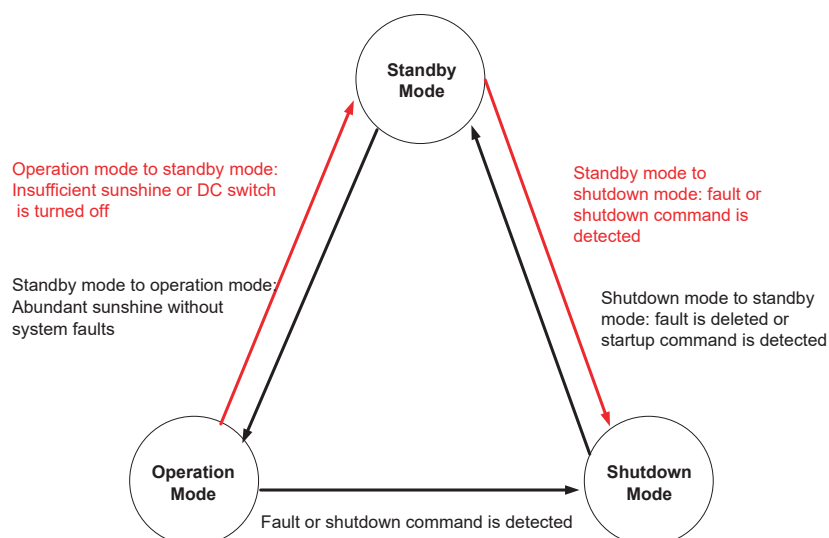 Standby
Mode
Operation mode to standby mode:
Insufficient sunshine or DC switch
is turned off
Standby mode to
shutdown mode: fault or
shutdown command is
detected
Standby mode to operation mode:
Abundant sunshine without
system faults
Shutdown mode to standby
mode: fault is deleted or
startup command is detected
Operation
Mode
Shutdown
Mode
Fault or shutdown command is detected